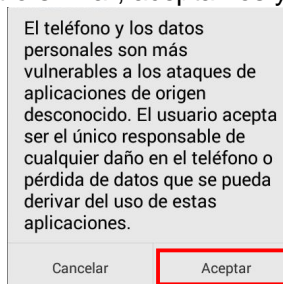 El teléfono y los datos
personales son más
vulnerables a los ataques de
aplicaciones de origen
desconocido. El usuario acepta
ser el único responsable de
cualquier daño en el teléfono o
pérdida de datos que se pueda
derivar del uso de estas
aplicaciones.
Cancelar
Aceptar